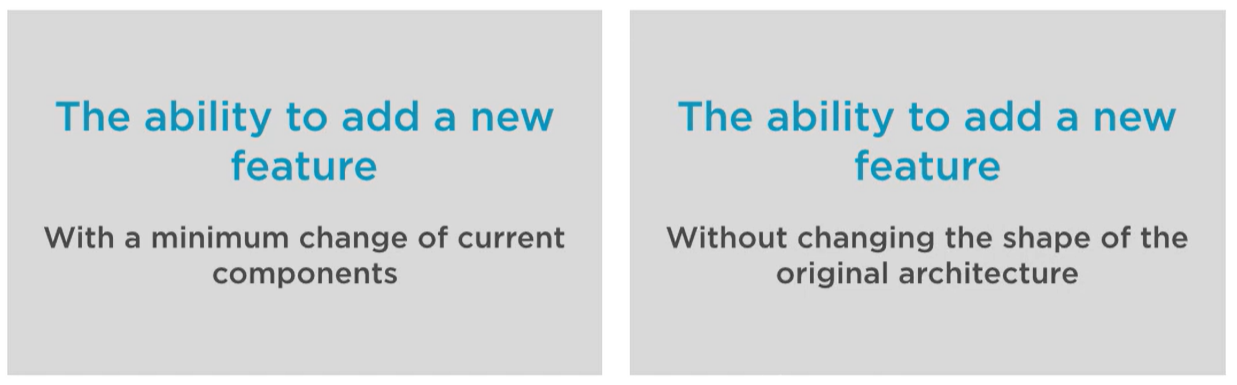 The ability to add a new
feature
With a minimum change of current
components
The ability to add a new
feature
Without changing the shape of the
original architecture